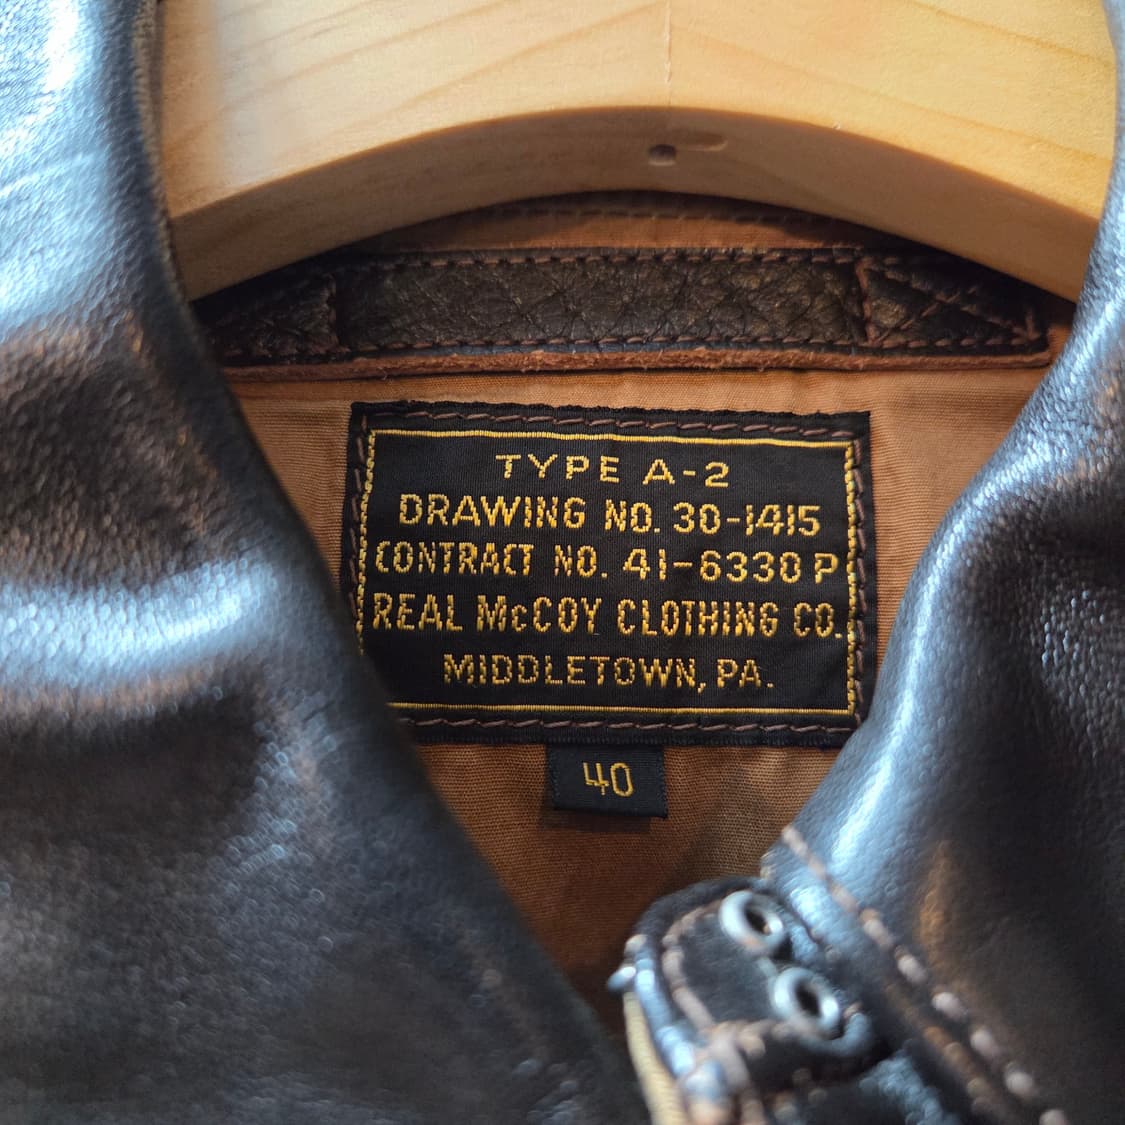 TYPE A-2
DRAWING NO. 30-1415
CONTRACT NO. 41-6330 P
REAL McCOY CLOTHING CO.
MIDDLETOWN, PA.
40